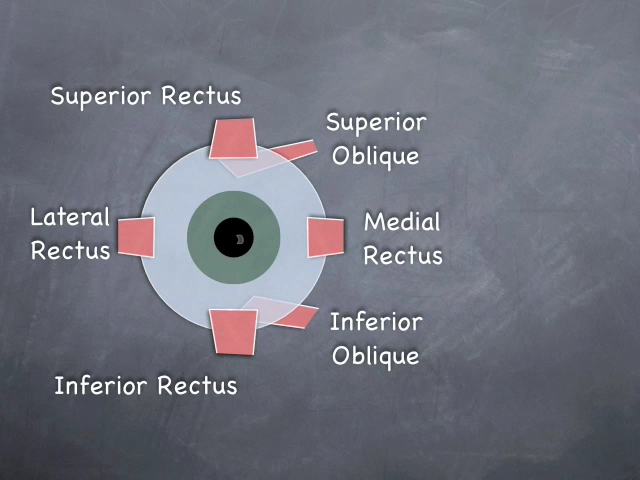 Superior Rectus
Superior
Oblique
Lateral
Rectus
Medial
Rectus
Inferior
Oblique
Inferior Rectus